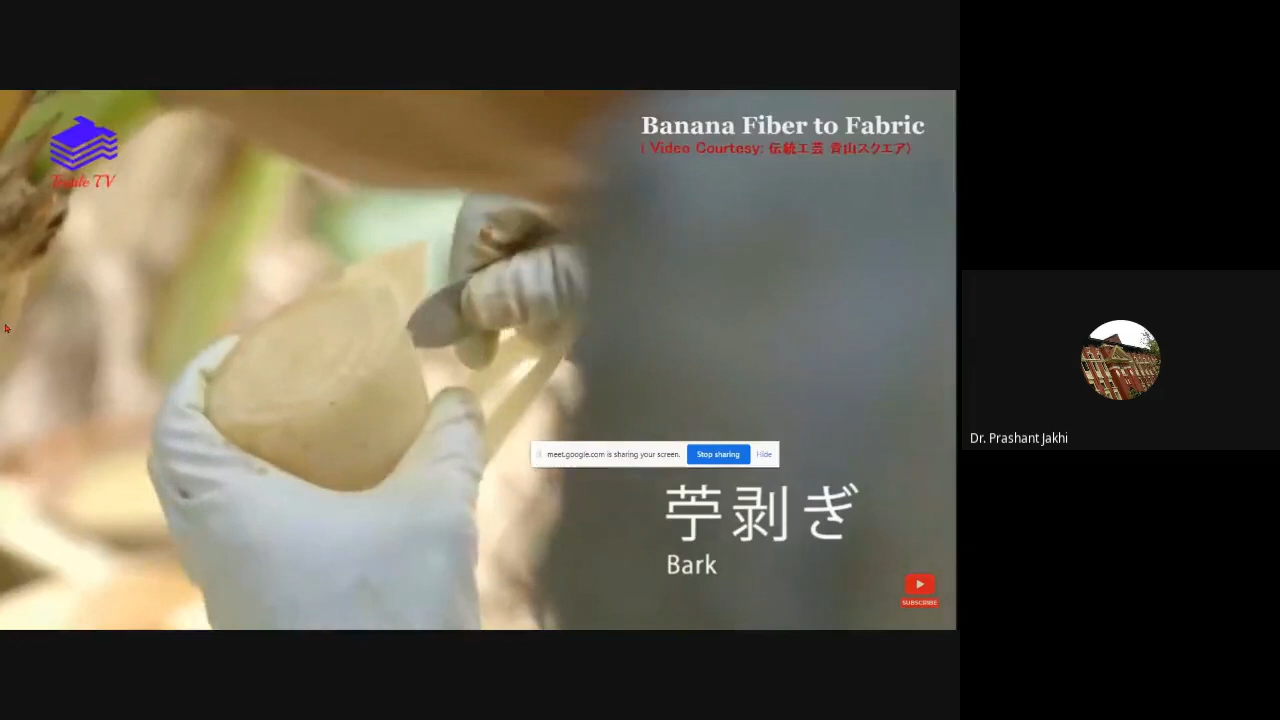 Banana Fiber to Fabric
( Video Courtesy: 伝統工芸 青山スクエア)
Textile TV
meet.google.com is sharing your screen.
Stop sharing
Hide
苧剥ぎ
Bark
SUBSCRIBE
Dr. Prashant Jakhi